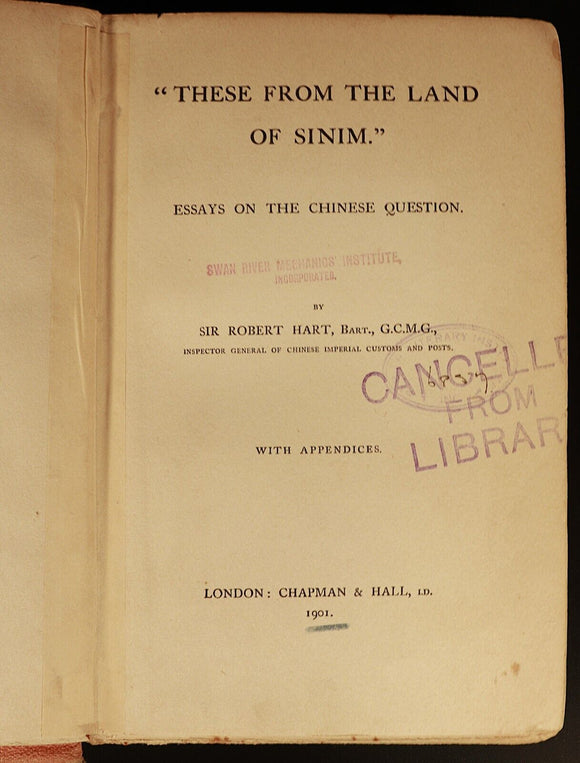 "THESE FROM THE LAND
OF SINIM."
ESSAYS ON THE CHINESE QUESTION.
SWAN RIVER MECHANICS' INSTITUTE,
INCORPORATED.
BY
SIR ROBERT HART, BART., G.C.M.G.,
INSPECTOR GENERAL OF CHINESE IMPERIAL CUSTOMS AND POSTS.
CANCELLE
FROM
LIBRAR
WITH APPENDICES.
LONDON: CHAPMAN & HALL, LD.
1901.